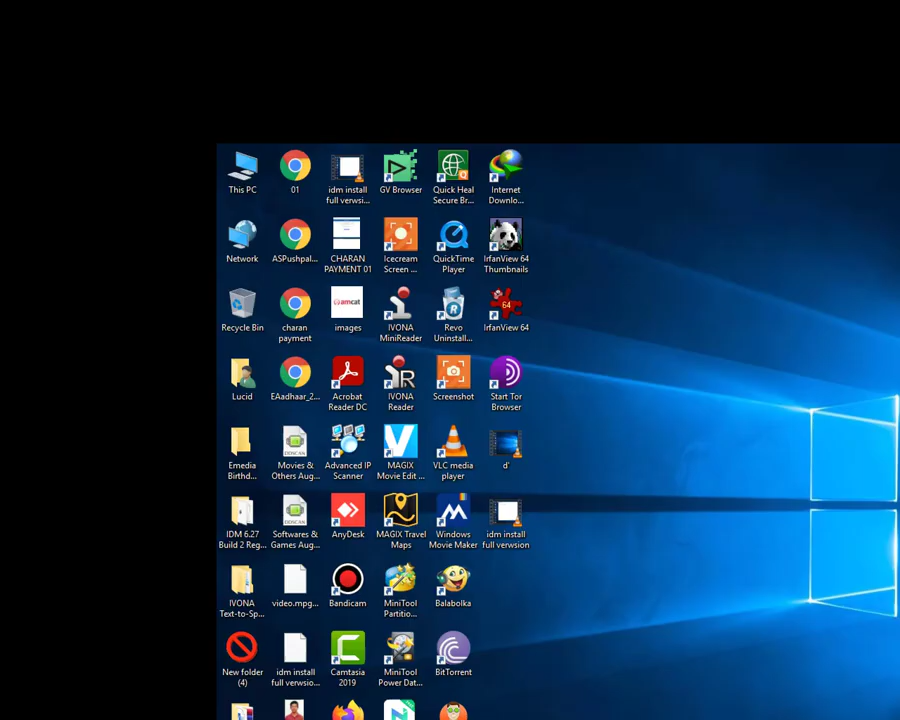 This PC
01
idm install
full verwsi...
GV Browser
Quick Heal
Secure Br...
Internet
Downlo...
Network
ASPushpal...
CHARAN
PAYMENT 01
Icecream
Screen ...
QuickTime
Player
IrfanView 64
Thumbnails
Recycle Bin
charan
payment
amcat
images
IVONA
MiniReader
Revo
Uninstall...
64
IrfanView 64
Lucid
EAadhaar_2...
Acrobat
Reader DC
IVONA
Reader
Screenshot
Start Tor
Browser
Emedia
Birthd...
Movies &
Others Aug...
Advanced IP
Scanner
MAGIX
Movie Edit ...
VLC media
player
d'
IDM 6.27
Build 2 Reg...
Softwares &
Games Aug...
AnyDesk
MAGIX Travel
Maps
Windows
Movie Maker
idm install
full verwsion
IVONA
Text-to-Sp...
video.mpg...
Bandicam
MiniTool
Partitio...
Balabolka
New folder
(4)
idm install
full verwsio...
Camtasia
2019
MiniTool
Power Dat...
BitTorrent